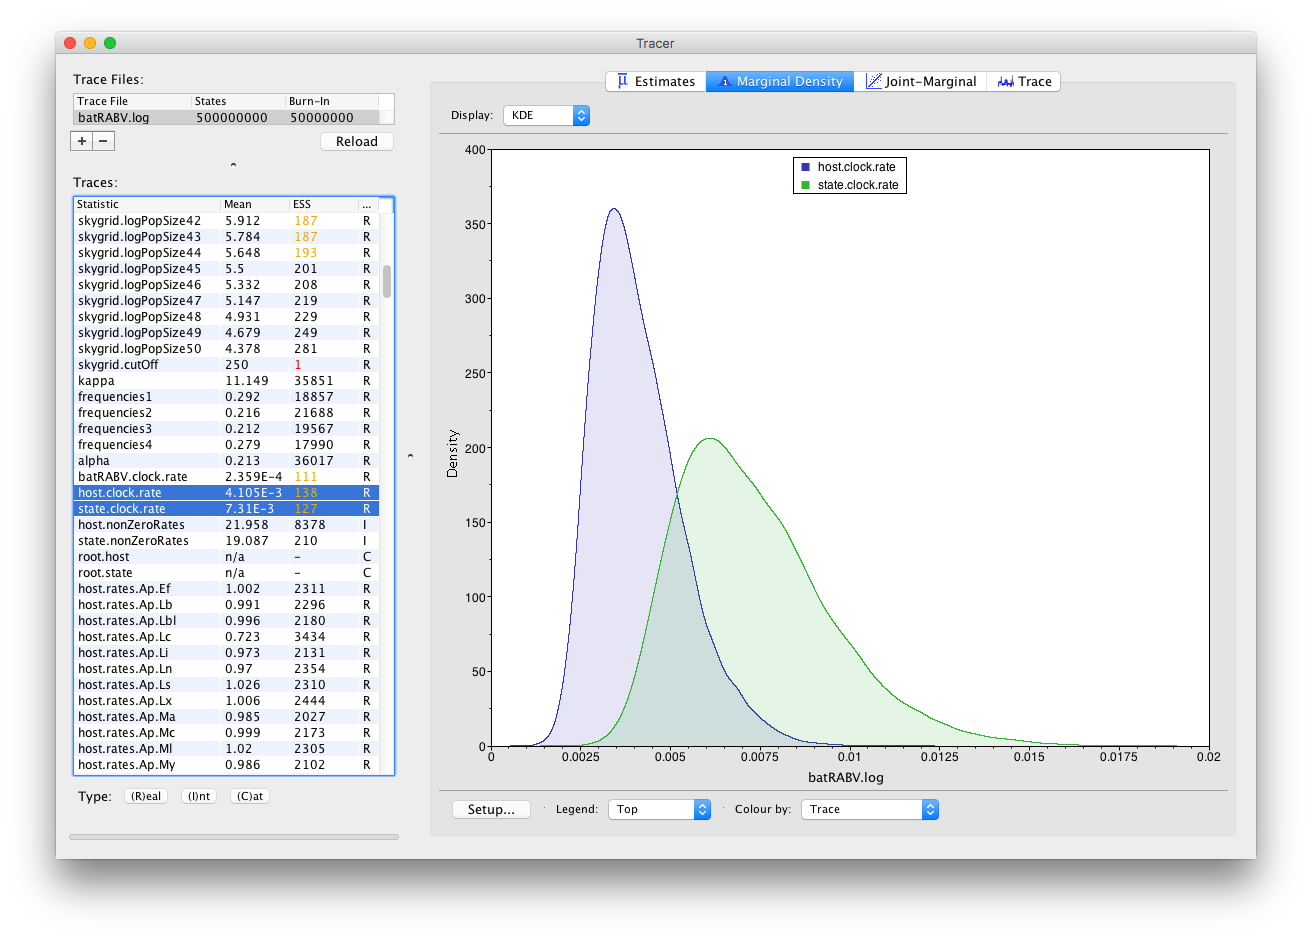 Tracer
Trace Files:
Trace File States Burn-In
batRABV.log 500000000 50000000
+ − Reload
Traces:
Statistic Mean ESS ...
skygrid.logPopSize42 5.912 187 R
skygrid.logPopSize43 5.784 187 R
skygrid.logPopSize44 5.648 193 R
skygrid.logPopSize45 5.5 201 R
skygrid.logPopSize46 5.332 208 R
skygrid.logPopSize47 5.147 219 R
skygrid.logPopSize48 4.931 229 R
skygrid.logPopSize49 4.679 249 R
skygrid.logPopSize50 4.378 281 R
skygrid.cutOff 250 1 R
kappa 11.149 35851 R
frequencies1 0.292 18857 R
frequencies2 0.216 21688 R
frequencies3 0.212 19567 R
frequencies4 0.279 17990 R
alpha 0.213 36017 R
batRABV.clock.rate 2.359E-4 111 R
host.clock.rate 4.105E-3 138 R
state.clock.rate 7.31E-3 127 R
host.nonZeroRates 21.958 8378 I
state.nonZeroRates 19.087 210 I
root.host n/a - C
root.state n/a - C
host.rates.Ap.Ef 1.002 2311 R
host.rates.Ap.Lb 0.991 2296 R
host.rates.Ap.Lbl 0.996 2180 R
host.rates.Ap.Lc 0.723 3434 R
host.rates.Ap.Li 0.973 2131 R
host.rates.Ap.Ln 0.97 2354 R
host.rates.Ap.Ls 1.026 2310 R
host.rates.Ap.Lx 1.006 2444 R
host.rates.Ap.Ma 0.985 2027 R
host.rates.Ap.Mc 0.999 2173 R
host.rates.Ap.Ml 1.02 2305 R
host.rates.Ap.My 0.986 2102 R
Type: (R)eal (I)nt (C)at
Estimates Marginal Density Joint-Marginal Trace
Display: KDE
host.clock.rate
state.clock.rate
400
350
300
250
200
150
100
50
0
Density
0 0.0025 0.005 0.0075 0.01 0.0125 0.015 0.0175 0.02
batRABV.log
Setup... Legend: Top Colour by: Trace